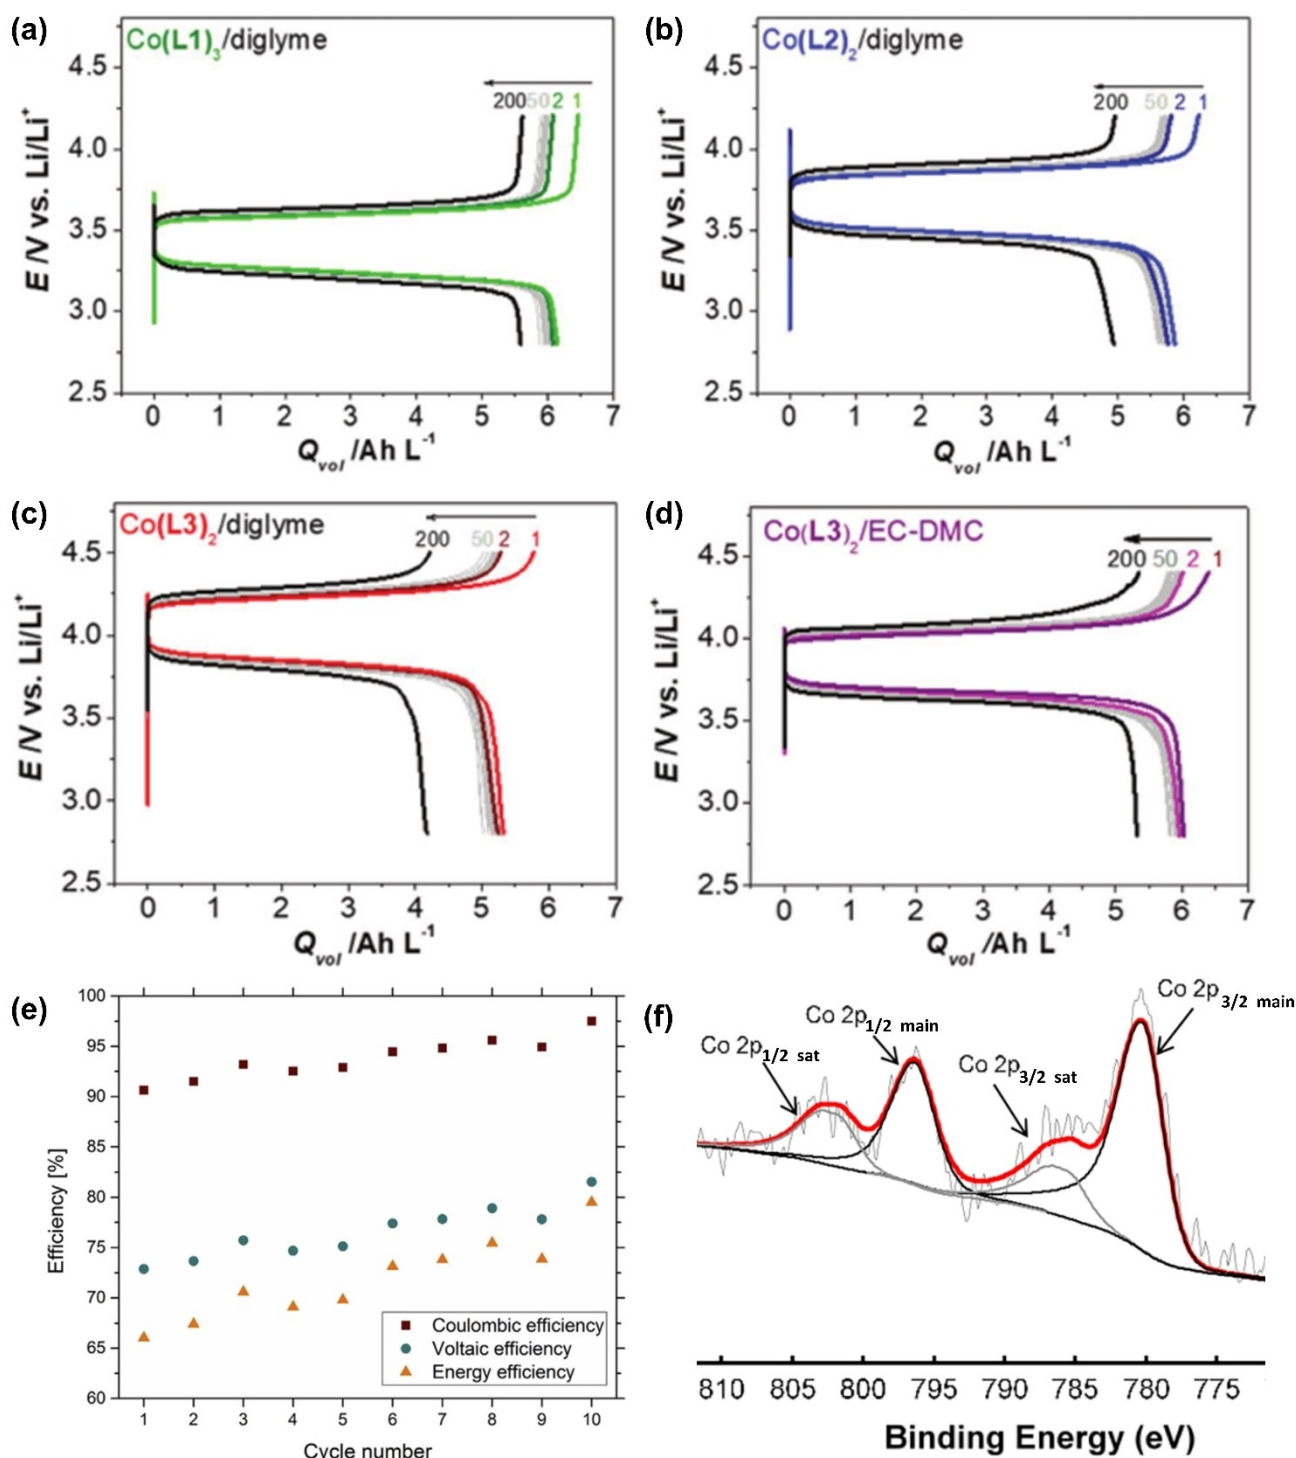 (a)
Co(L1)₃/diglyme
200 50 2 1
4.5
4.0
3.5
3.0
2.5
E /V vs. Li/Li⁺
0 1 2 3 4 5 6 7
Qvol /Ah L⁻¹
(b)
Co(L2)₂/diglyme
200 50 2 1
4.5
4.0
3.5
3.0
2.5
E /V vs. Li/Li⁺
0 1 2 3 4 5 6 7
Qvol /Ah L⁻¹
(c)
Co(L3)₂/diglyme
200 50 2 1
4.5
4.0
3.5
3.0
2.5
E /V vs. Li/Li⁺
0 1 2 3 4 5 6 7
Qvol /Ah L⁻¹
(d)
Co(L3)₂/EC-DMC
200 50 2 1
4.5
4.0
3.5
3.0
2.5
E /V vs. Li/Li⁺
0 1 2 3 4 5 6 7
Qvol /Ah L⁻¹
(e)
100
95
90
85
80
75
70
65
60
Efficiency [%]
Coulombic efficiency
Voltaic efficiency
Energy efficiency
1 2 3 4 5 6 7 8 9 10
Cycle number
(f)
Co 2p1/2 sat
Co 2p1/2 main
Co 2p3/2 sat
Co 2p3/2 main
810 805 800 795 790 785 780 775
Binding Energy (eV)